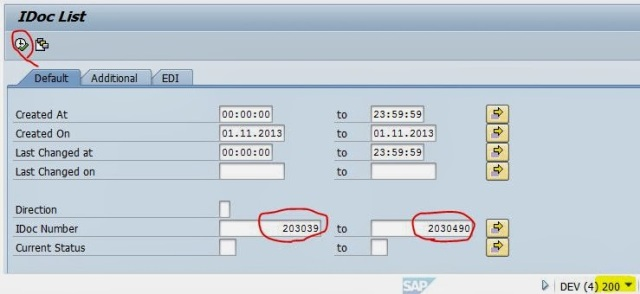 IDoc List
Default Additional EDI
Created At 00:00:00 to 23:59:59
Created On 01.11.2013 to 01.11.2013
Last Changed at 00:00:00 to 23:59:59
Last Changed on to
Direction
IDoc Number 203039 to 2030490
Current Status to
SAP DEV (4) 200